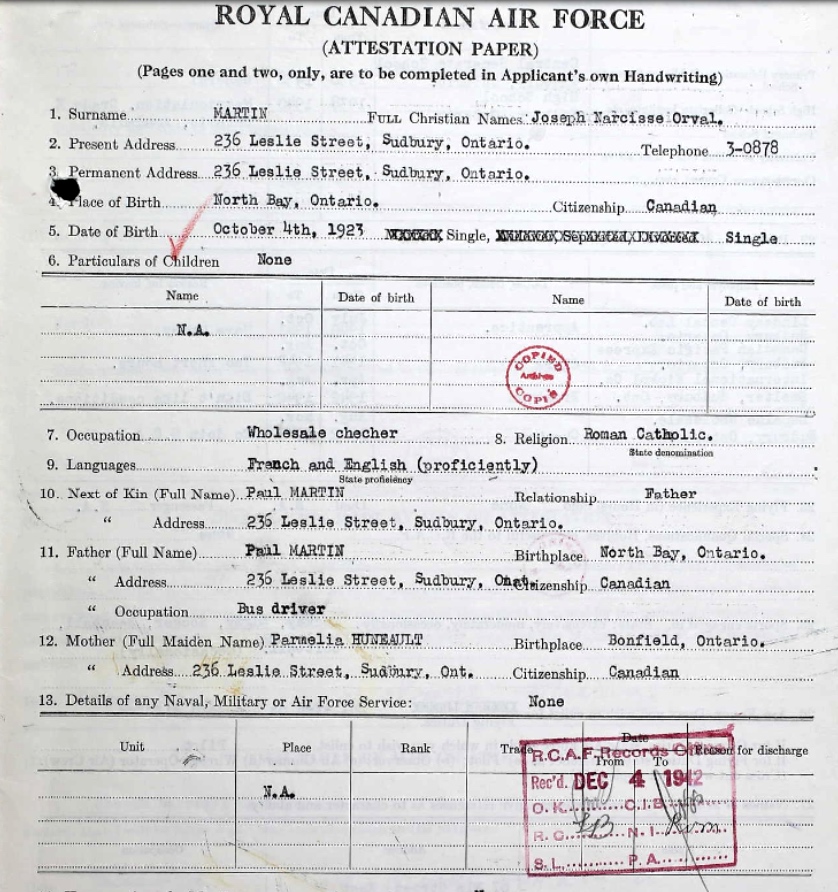 ROYAL CANADIAN AIR FORCE
(ATTESTATION PAPER)
(Pages one and two, only, are to be completed in Applicant's own Handwriting)
1. Surname MARTIN FULL Christian Names: Joseph Narcisse Orval.
2. Present Address 236 Leslie Street, Sudbury, Ontario. Telephone 3-0878
3. Permanent Address 236 Leslie Street, Sudbury, Ontario.
4. Place of Birth North Bay, Ontario. Citizenship Canadian
5. Date of Birth October 4th, 1923 Single, Separated, Divorced Single
6. Particulars of Children None
Name Date of birth Name Date of birth
N.A.
COPIED
Archives
COPIÉ
7. Occupation Wholesale checher 8. Religion Roman Catholic.
State denomination
9. Languages French and English (proficiently)
State proficiency
10. Next of Kin (Full Name) Paul MARTIN Relationship Father
" Address 236 Leslie Street, Sudbury, Ontario.
11. Father (Full Name) Paul MARTIN Birthplace North Bay, Ontario.
" Address 236 Leslie Street, Sudbury, Ont. Citizenship Canadian
" Occupation Bus driver
12. Mother (Full Maiden Name) Parmelia HUNEAULT Birthplace Bonfield, Ontario.
" Address 236 Leslie Street, Sudbury, Ont. Citizenship Canadian
13. Details of any Naval, Military or Air Force Service: None
Unit Place Rank Trade Date From To Reason for discharge
N.A.
R.C.A.F. Records Office
Rec'd. DEC 4 1942
O.K. C.I.B.
R.C. N.I.
S.L. P.A.